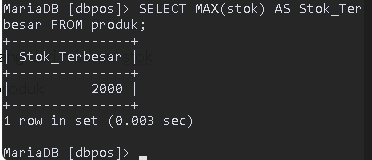 MariaDB [dbpos]> SELECT MAX(stok) AS Stok_Ter
besar FROM produk;
+---------------+
| Stok_Terbesar |
+---------------+
|          2000 |
+---------------+
1 row in set (0.003 sec)
MariaDB [dbpos]>